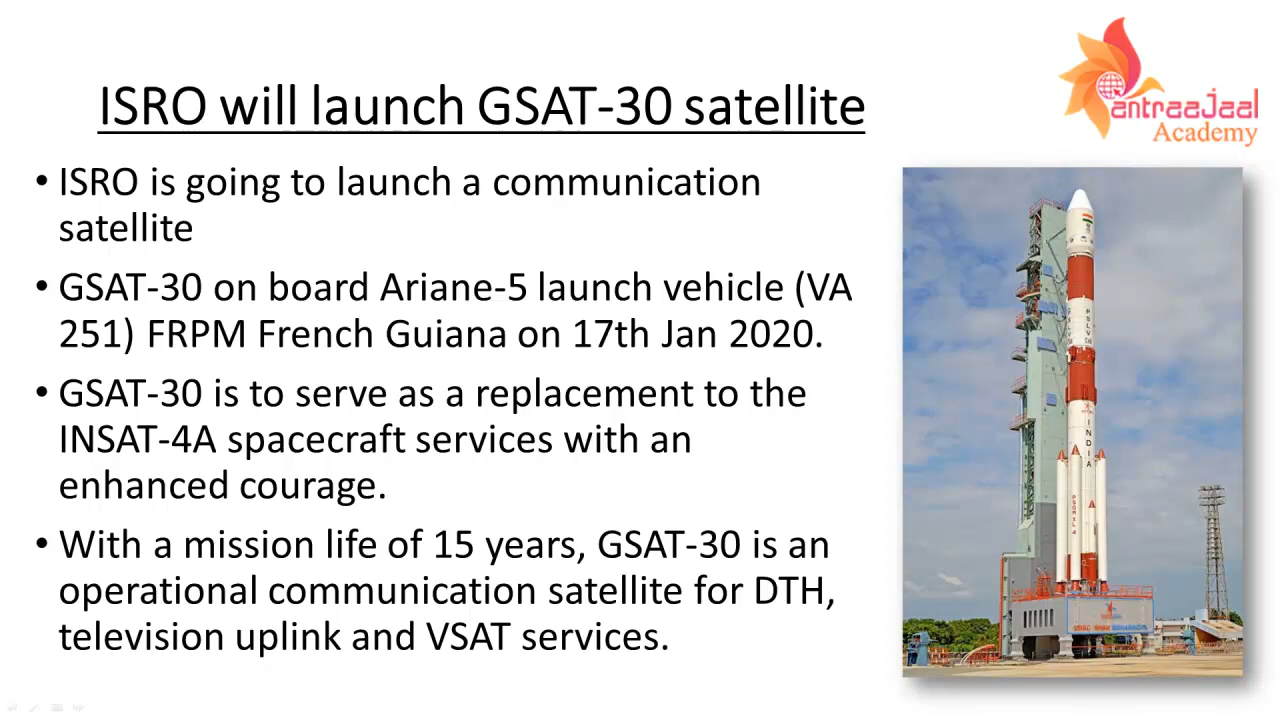 ISRO will launch GSAT-30 satellite
antraaJaal
Academy
• ISRO is going to launch a communication
satellite
• GSAT-30 on board Ariane-5 launch vehicle (VA
251) FRPM French Guiana on 17th Jan 2020.
• GSAT-30 is to serve as a replacement to the
INSAT-4A spacecraft services with an
enhanced courage.
• With a mission life of 15 years, GSAT-30 is an
operational communication satellite for DTH,
television uplink and VSAT services.
PSLV
INDIA